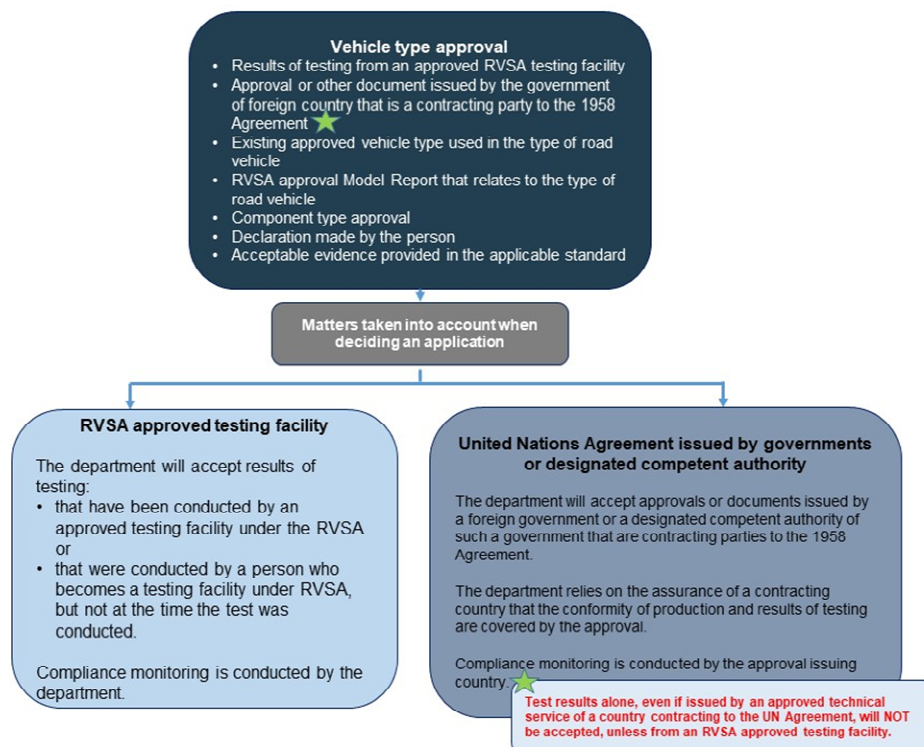 Vehicle type approval
• Results of testing from an approved RVSA testing facility
• Approval or other document issued by the government
of foreign country that is a contracting party to the 1958
Agreement
• Existing approved vehicle type used in the type of road
vehicle
• RVSA approval Model Report that relates to the type of
road vehicle
• Component type approval
• Declaration made by the person
• Acceptable evidence provided in the applicable standard
Matters taken into account when
deciding an application
RVSA approved testing facility
The department will accept results of
testing:
• that have been conducted by an
approved testing facility under the RVSA
or
• that were conducted by a person who
becomes a testing facility under RVSA,
but not at the time the test was
conducted.
Compliance monitoring is conducted by the
department.
United Nations Agreement issued by governments
or designated competent authority
The department will accept approvals or documents issued by
a foreign government or a designated competent authority of
such a government that are contracting parties to the 1958
Agreement.
The department relies on the assurance of a contracting
country that the conformity of production and results of testing
are covered by the approval.
Compliance monitoring is conducted by the approval issuing
country.
Test results alone, even if issued by an approved technical
service of a country contracting to the UN Agreement, will NOT
be accepted, unless from an RVSA approved testing facility.